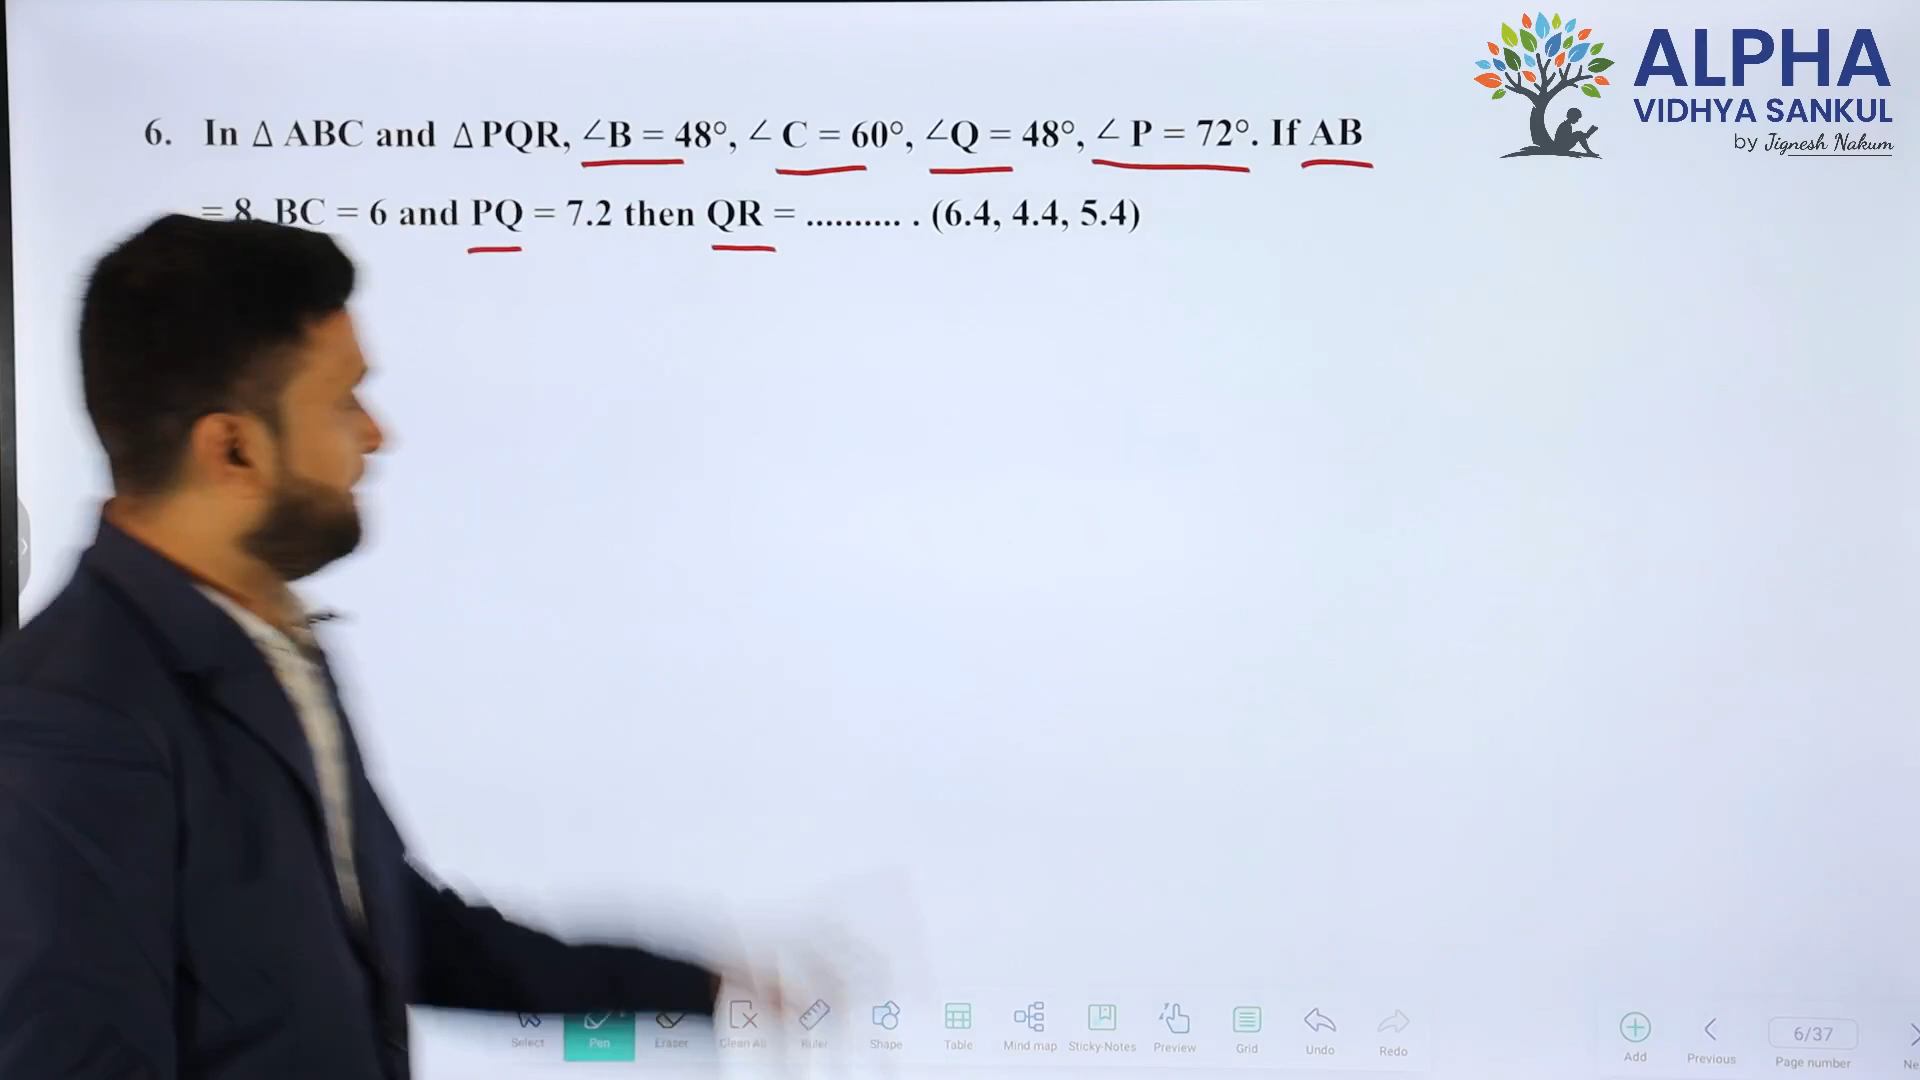 ALPHA
VIDHYA SANKUL
by Jignesh Nakum
6. In △ ABC and △ PQR, ∠B = 48°, ∠ C = 60°, ∠Q = 48°, ∠ P = 72°. If AB
= 8, BC = 6 and PQ = 7.2 then QR = .......... . (6.4, 4.4, 5.4)
Select
Pen
Eraser
Clean All
Ruler
Shape
Table
Mind map
Sticky-Notes
Preview
Grid
Undo
Redo
Add
Previous
6/37
Page number
Ne